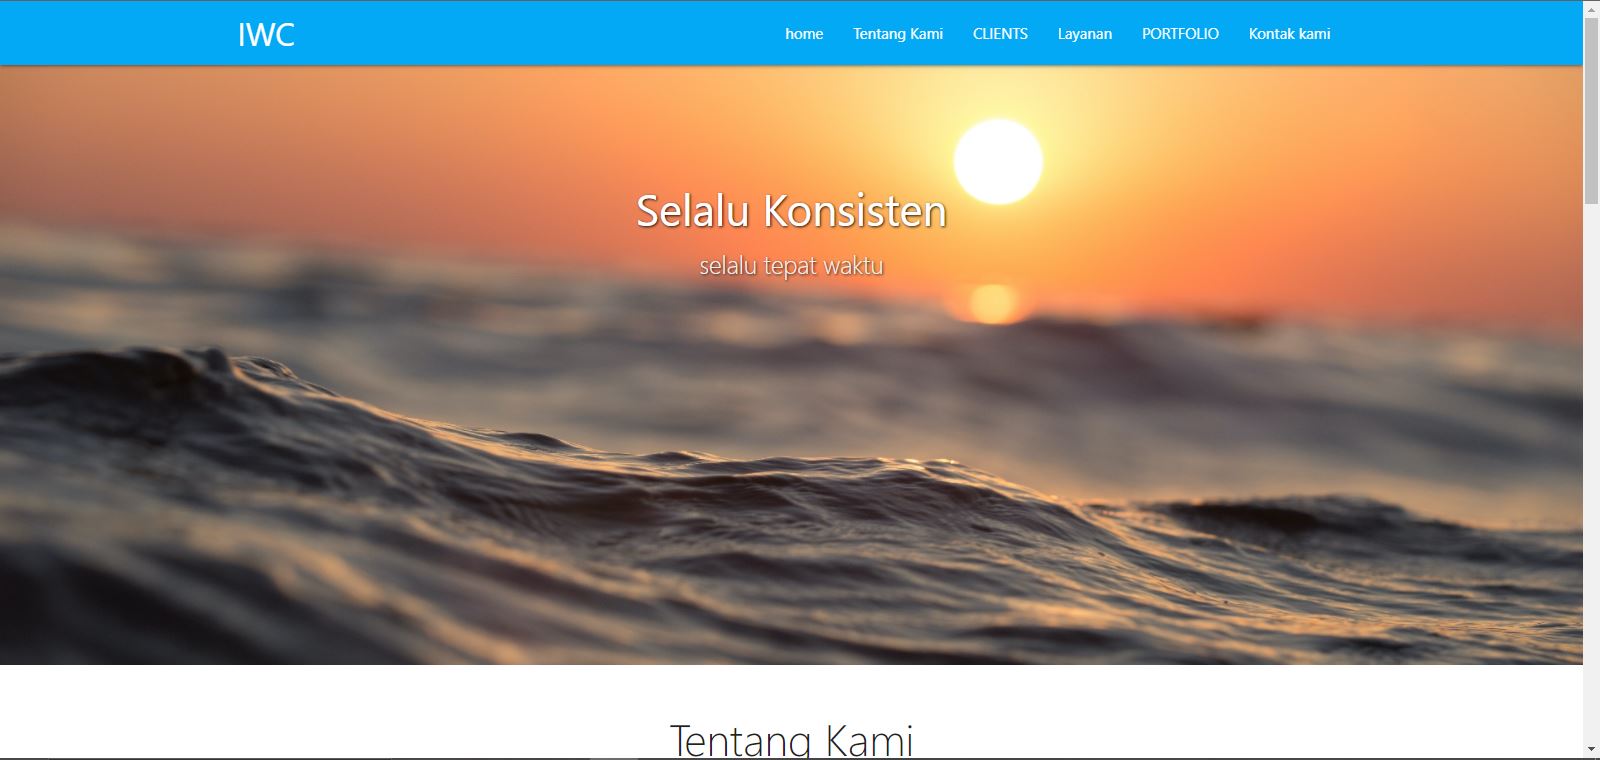 IWC
home Tentang Kami CLIENTS Layanan PORTFOLIO Kontak kami
Selalu Konsisten
selalu tepat waktu
Tentang Kami